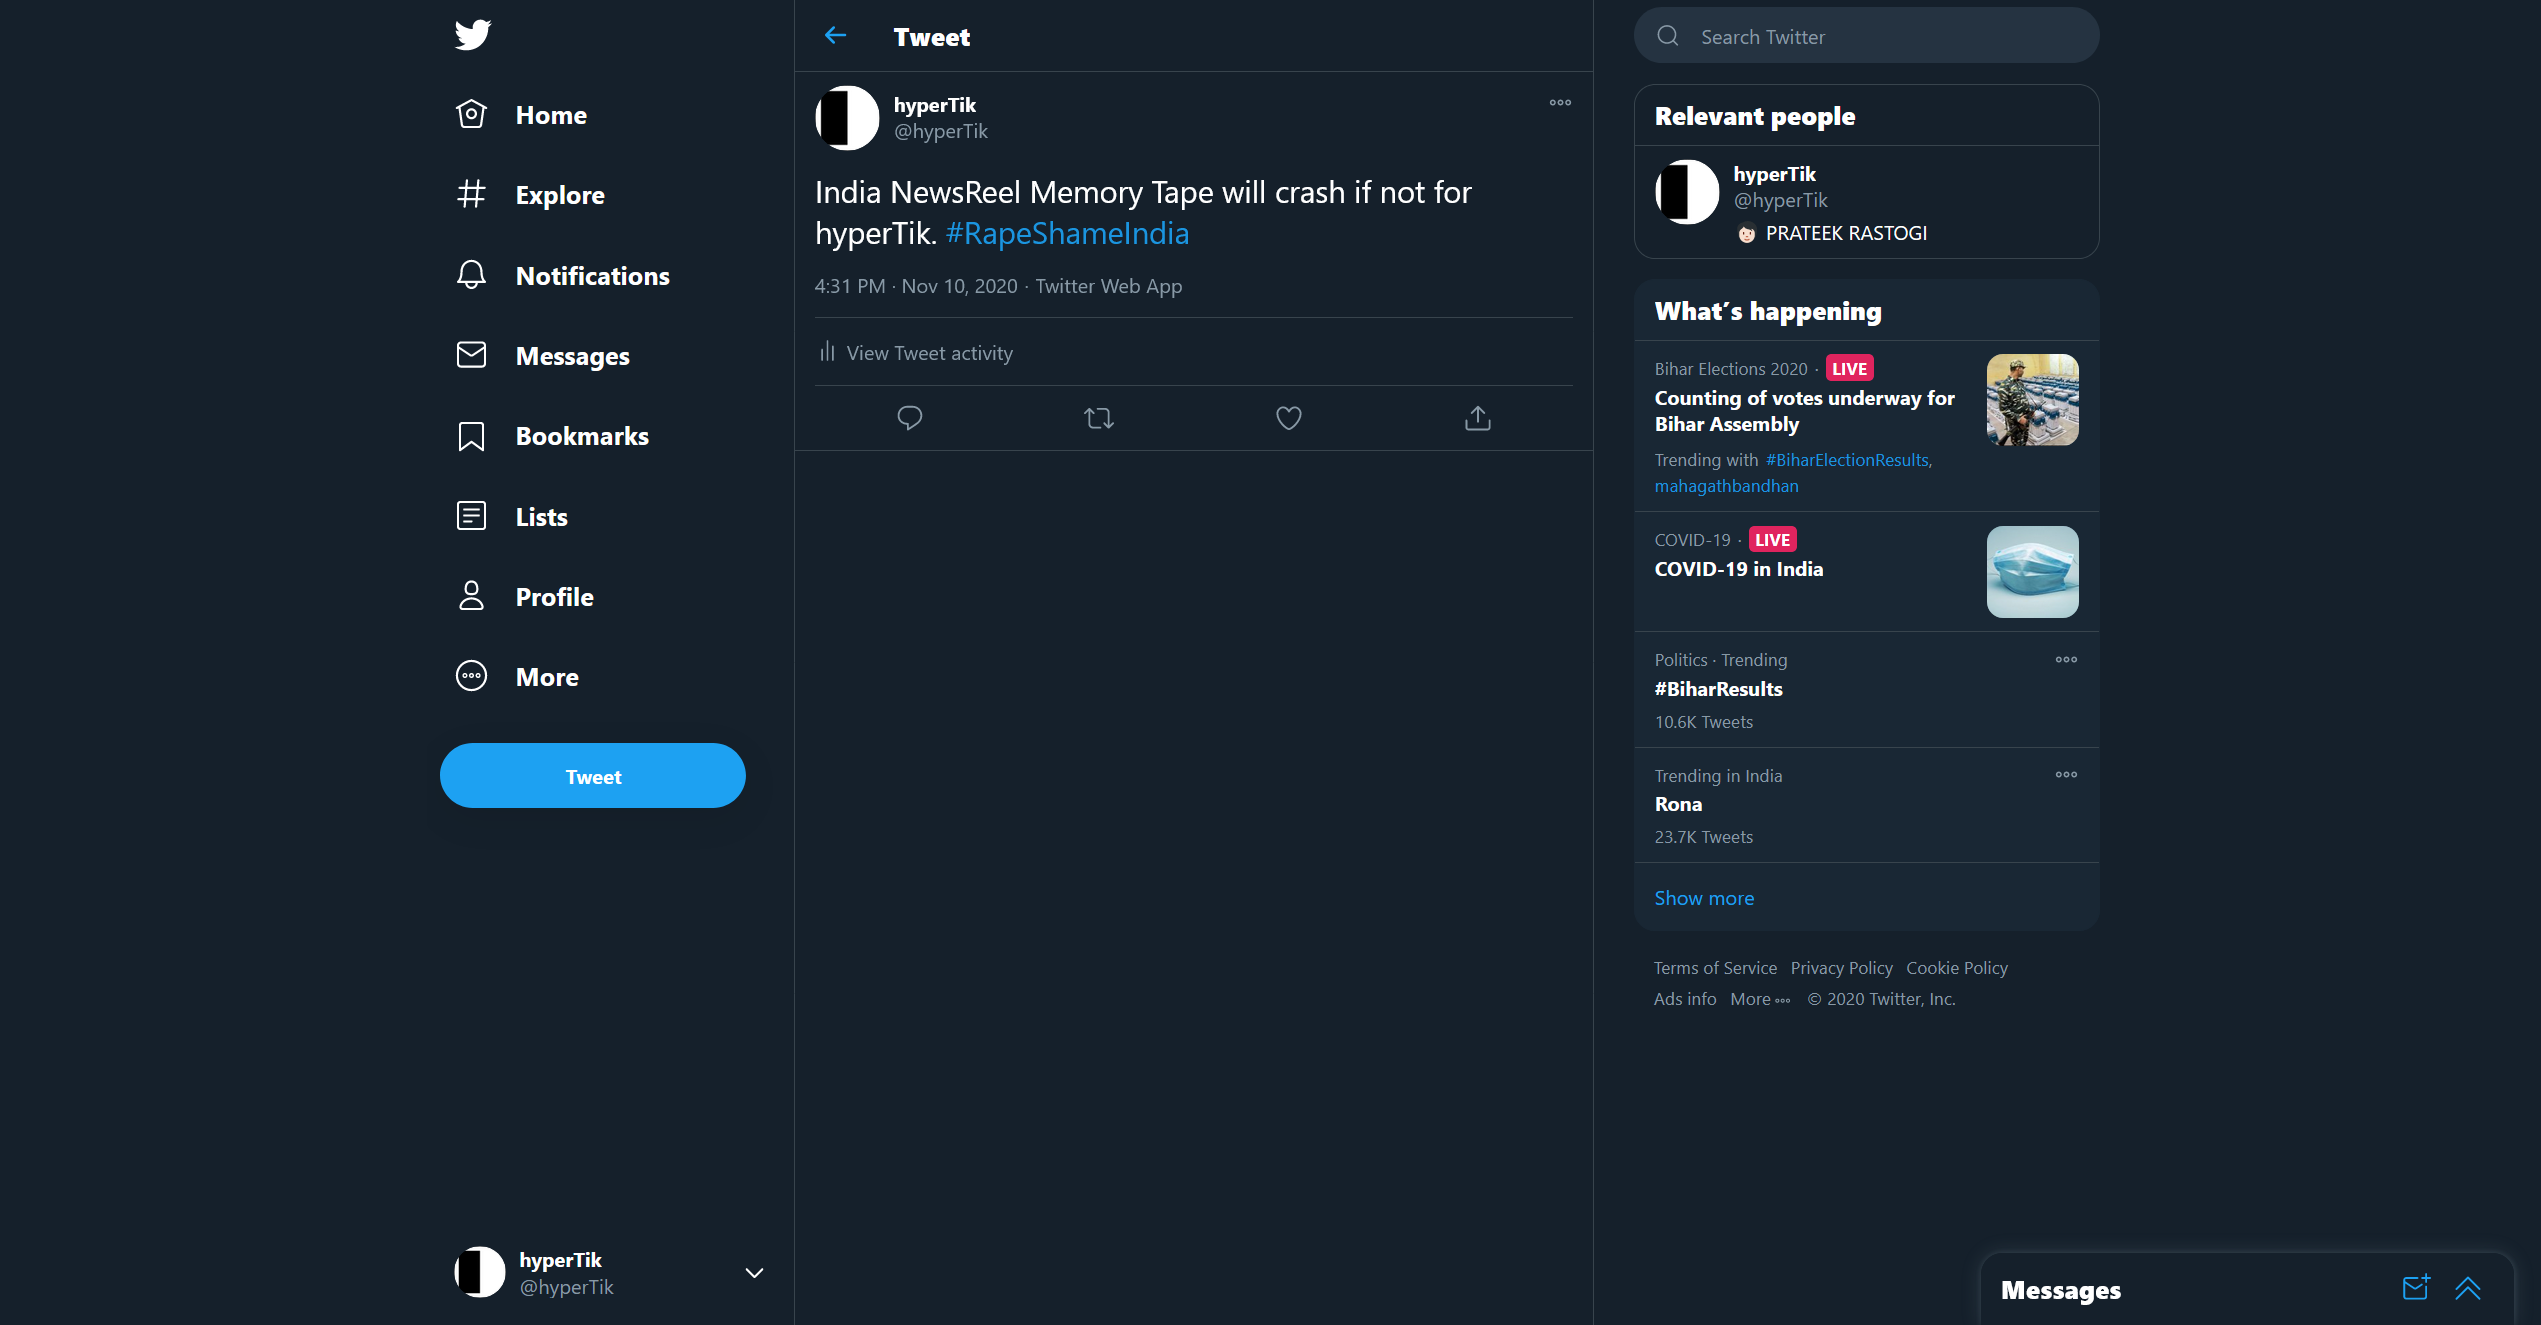 Home
Explore
Notifications
Messages
Bookmarks
Lists
Profile
More
Tweet
hyperTik
@hyperTik
Tweet
hyperTik
@hyperTik
India NewsReel Memory Tape will crash if not for
hyperTik. #RapeShameIndia
4:31 PM · Nov 10, 2020 · Twitter Web App
View Tweet activity
Search Twitter
Relevant people
hyperTik
@hyperTik
PRATEEK RASTOGI
What's happening
Bihar Elections 2020 · LIVE
Counting of votes underway for
Bihar Assembly
Trending with #BiharElectionResults,
mahagathbandhan
COVID-19 · LIVE
COVID-19 in India
Politics · Trending
#BiharResults
10.6K Tweets
Trending in India
Rona
23.7K Tweets
Show more
Terms of Service Privacy Policy Cookie Policy
Ads info More © 2020 Twitter, Inc.
Messages